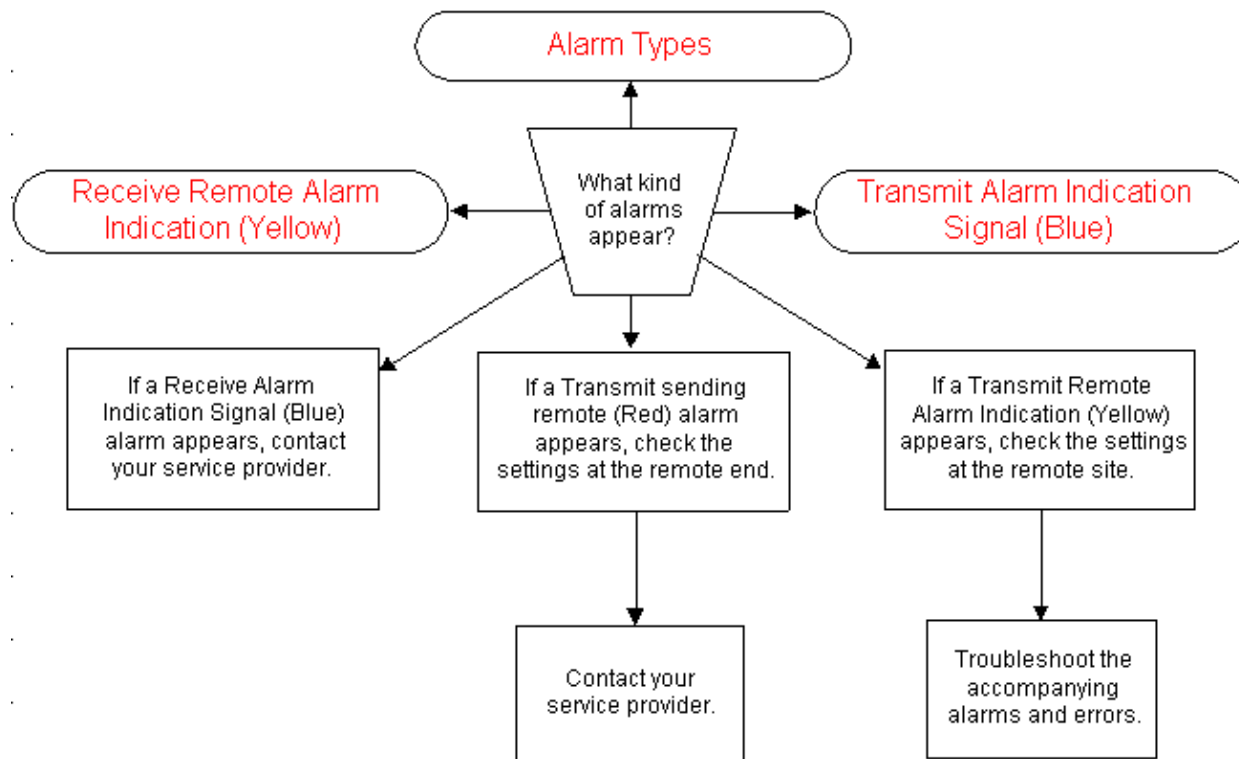 Alarm Types
Receive Remote Alarm
Indication (Yellow)
What kind
of alarms
appear?
Transmit Alarm Indication
Signal (Blue)
If a Receive Alarm
Indication Signal (Blue)
alarm appears, contact
your service provider.
If a Transmit sending
remote (Red) alarm
appears, check the
settings at the remote end.
If a Transmit Remote
Alarm Indication (Yellow)
appears, check the settings
at the remote site.
Contact your
service provider.
Troubleshoot the
accompanying
alarms and errors.